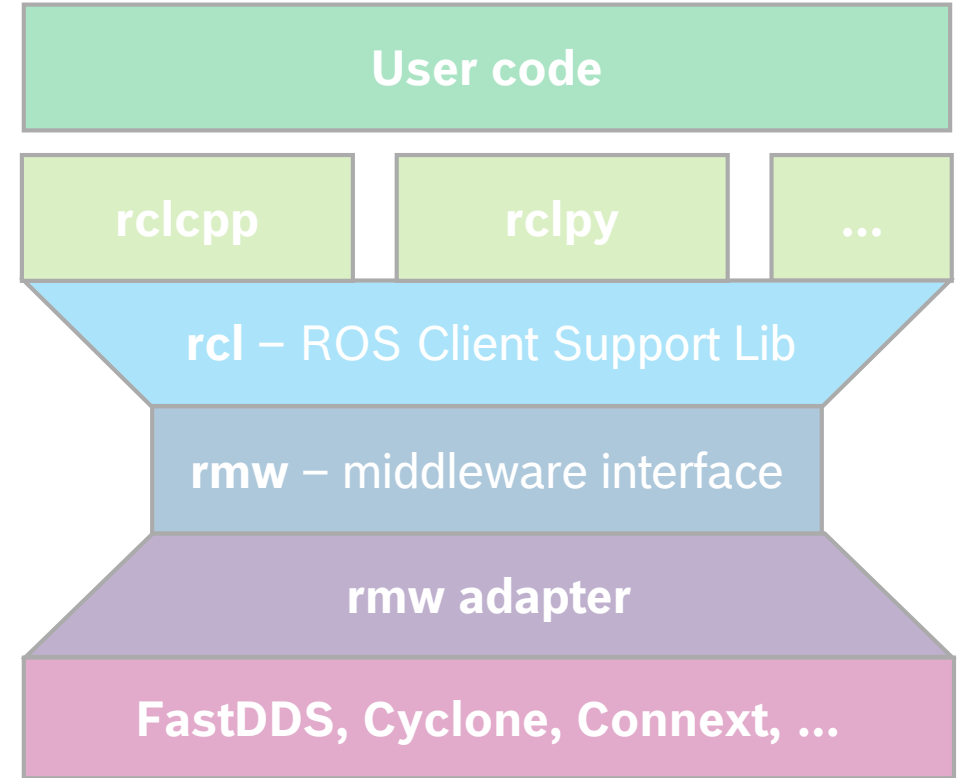 User code
rclcpp
rclpy
...
rcl – ROS Client Support Lib
rmw – middleware interface
rmw adapter
FastDDS, Cyclone, Connext, ...